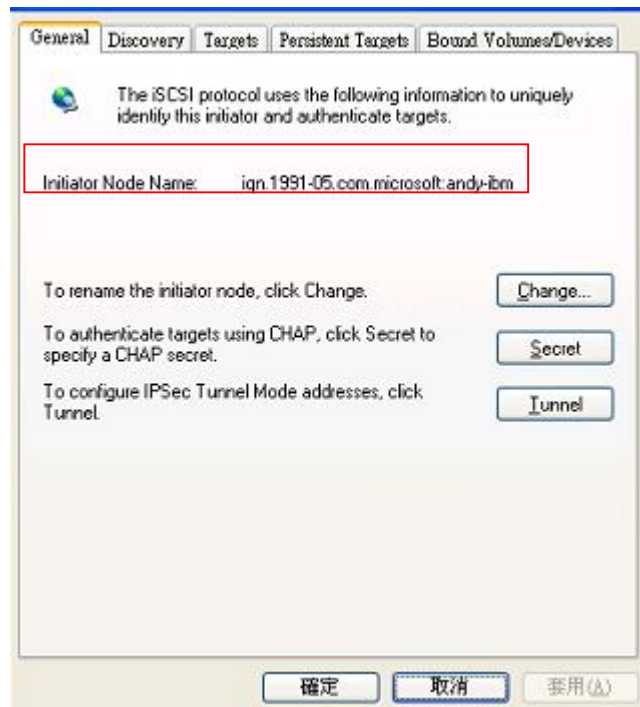 General Discovery Targets Persistent Targets Bound Volumes/Devices
The iSCSI protocol uses the following information to uniquely
identify this initiator and authenticate targets.
Initiator Node Name: iqn.1991-05.com.microsoft:andy-ibm
To rename the initiator node, click Change.
Change...
To authenticate targets using CHAP, click Secret to
specify a CHAP secret.
Secret
To configure IPSec Tunnel Mode addresses, click
Tunnel.
Tunnel
確定 取消 套用(A)